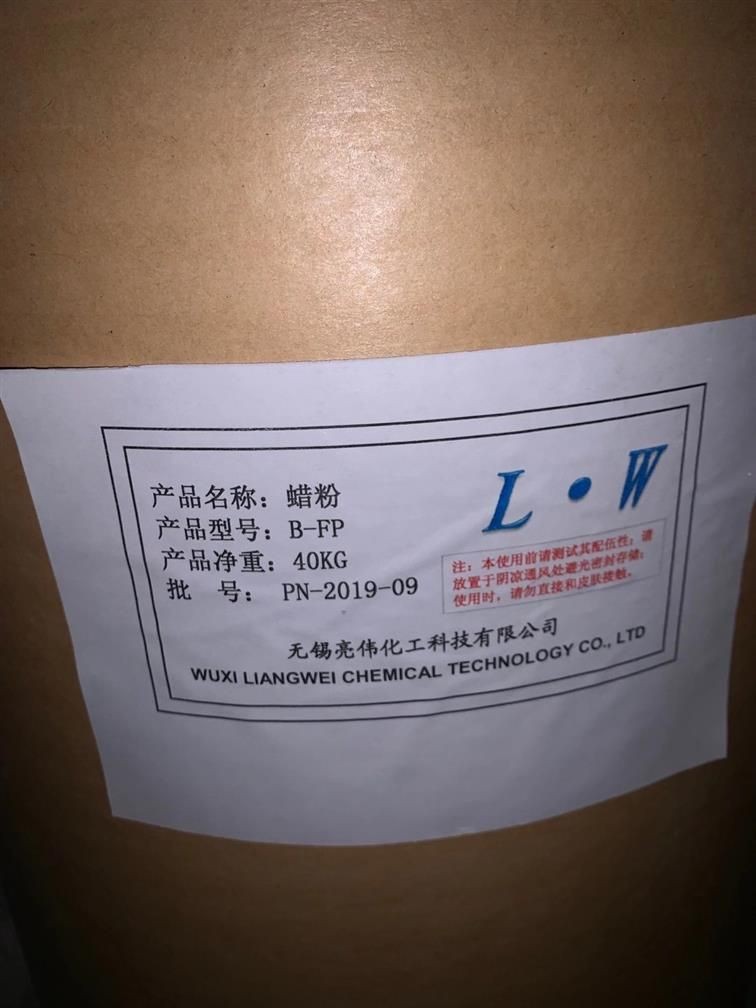 L·W
产品名称：蜡粉
产品型号：B-FP
产品净重：40KG
批 号：PN-2019-09
注：本使用前请测试其配伍性；请
放置于阴凉通风处避光密封存储；
使用时，请勿直接和皮肤接触。
无锡亮伟化工科技有限公司
WUXI LIANGWEI CHEMICAL TECHNOLOGY CO., LTD